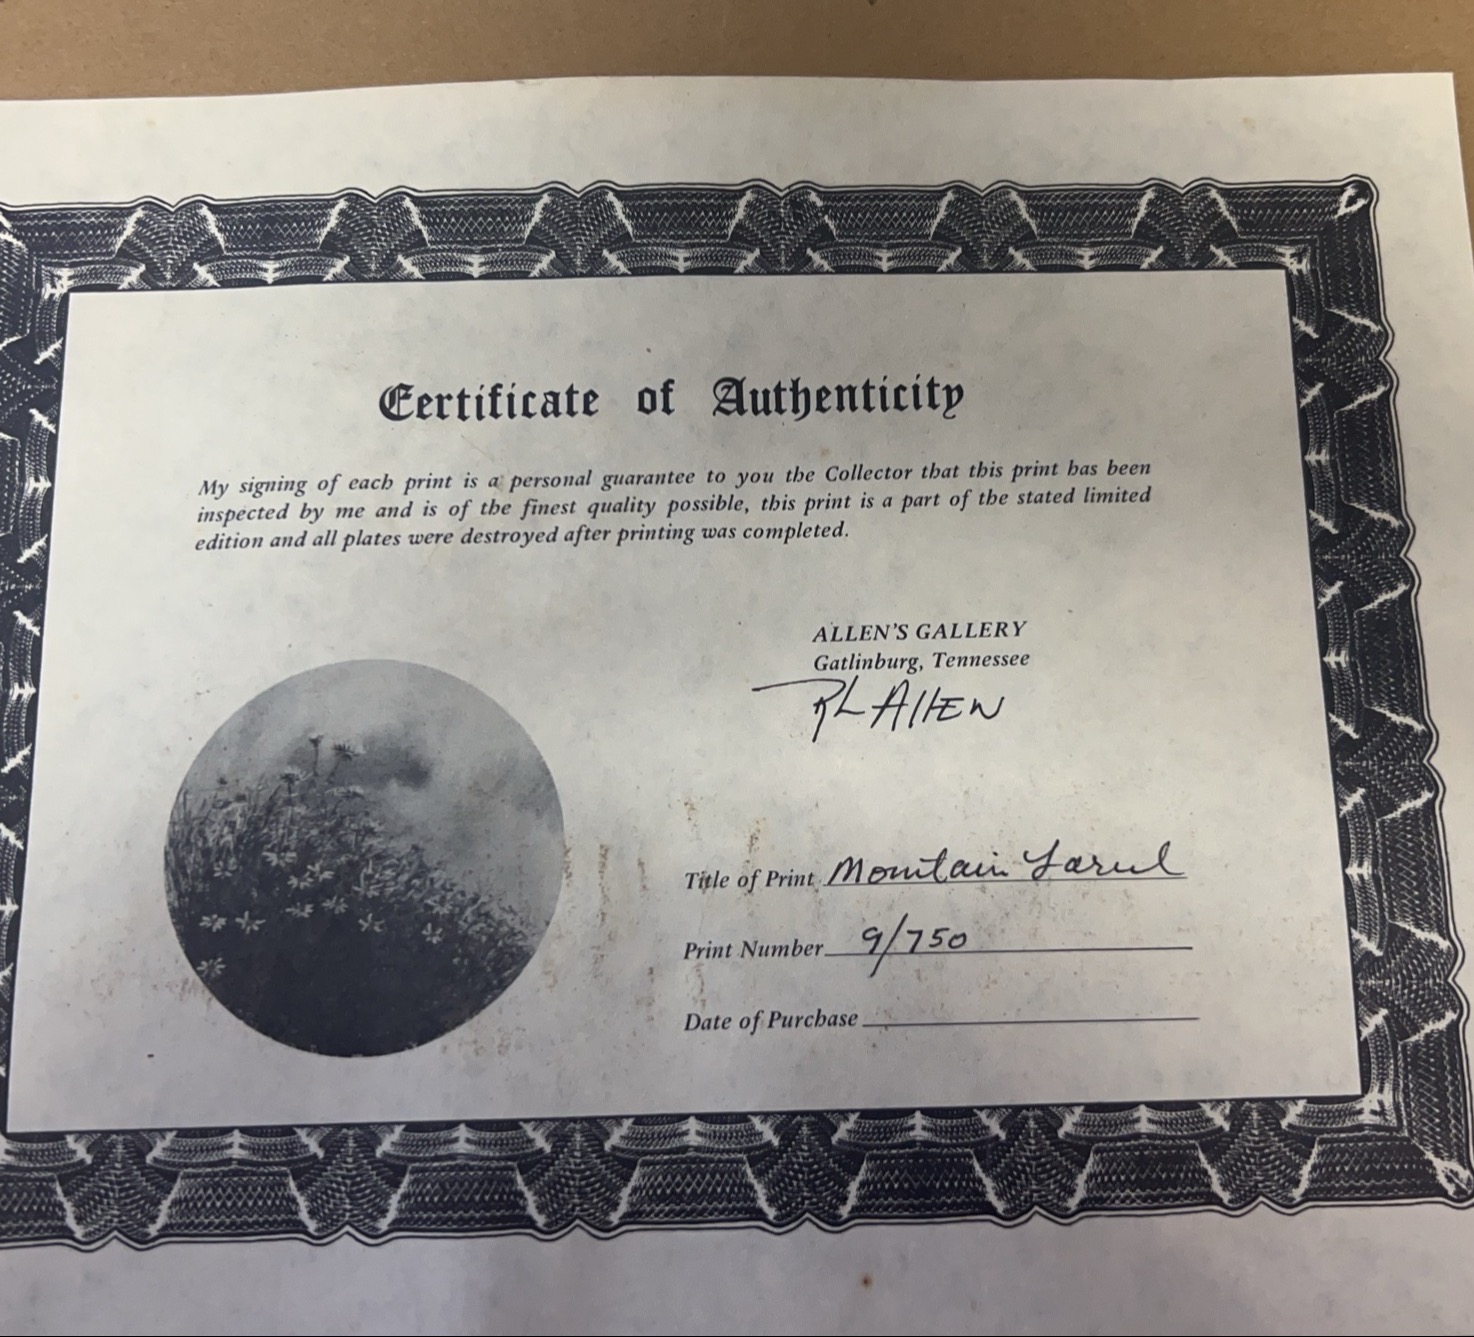 Certificate of Authenticity
My signing of each print is a personal guarantee to you the Collector that this print has been
inspected by me and is of the finest quality possible, this print is a part of the stated limited
edition and all plates were destroyed after printing was completed.
ALLEN'S GALLERY
Gatlinburg, Tennessee
RL Allen
Title of Print Mountain Laruel
Print Number 9/750
Date of Purchase